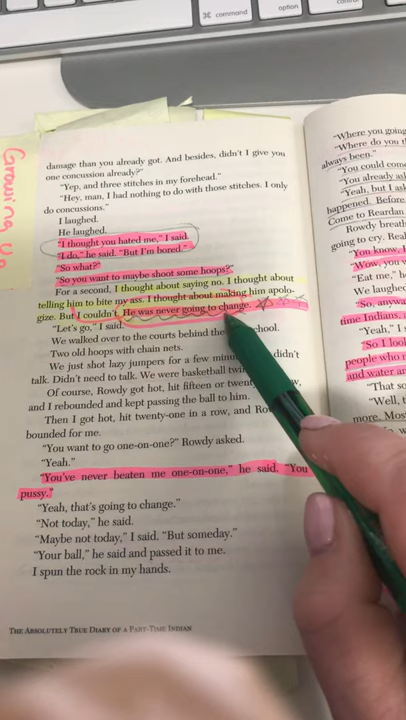 command
option
Growing Up
damage than you already got. And besides, didn't I give you
one concussion already?"
"Yep, and three stitches in my forehead."
"Hey, man, I had nothing to do with those stitches. I only
do concussions."
I laughed.
He laughed.
"I thought you hated me," I said.
"I do," he said. "But I'm bored."
"So what?"
"So you want to maybe shoot some hoops?"
For a second, I thought about saying no. I thought about
telling him to bite my ass. I thought about making him apolo-
gize. But I couldn't. He was never going to change.
"Let's go," I said.
We walked over to the courts behind the school.
Two old hoops with chain nets.
We just shot lazy jumpers for a few minu didn't
talk. Didn't need to talk. We were basketball twi
Of course, Rowdy got hot, hit fifteen or twent w,
and I rebounded and kept passing the ball to him.
Then I got hot, hit twenty-one in a row, and Ro
bounded for me.
"You want to go one-on-one?" Rowdy asked.
"Yeah."
"You've never beaten me one-on-one," he said. "You
pussy."
"Yeah, that's going to change."
"Not today," he said.
"Maybe not today," I said. "But someday."
"Your ball," he said and passed it to me.
I spun the rock in my hands.
THE ABSOLUTELY TRUE DIARY OF A PART-TIME INDIAN
"Where you going
"Where do you
always been."
"You could com
"You already as
"Yeah, but I as
happened. Before
Come to Reardan
Rowdy breath
going to cry. Rea
"You know, I
"Wow, you
"Eat me," he
We laughe
"So, anywa
time Indians,
"Yeah," I
"So I loo
people who
and water a
"That so
"Well, t
more. Mos